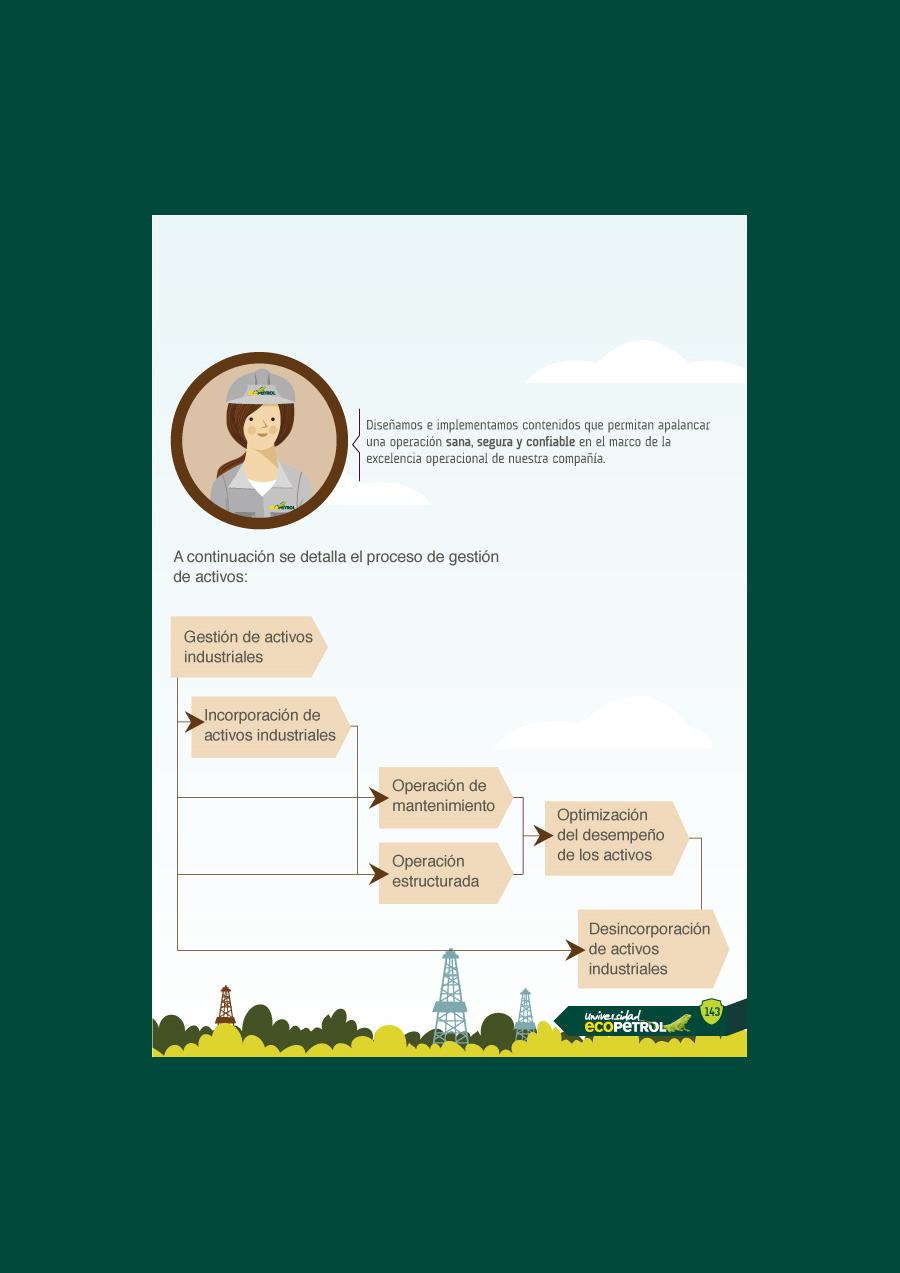 ECOPETROL
ECOPETROL
Diseñamos e implementamos contenidos que permitan apalancar
una operación sana, segura y confiable en el marco de la
excelencia operacional de nuestra compañía.
A continuación se detalla el proceso de gestión
de activos:
Gestión de activos
industriales
Incorporación de
activos industriales
Operación de
mantenimiento
Operación
estructurada
Optimización
del desempeño
de los activos
Desincorporación
de activos
industriales
universidad
ECOPETROL
143